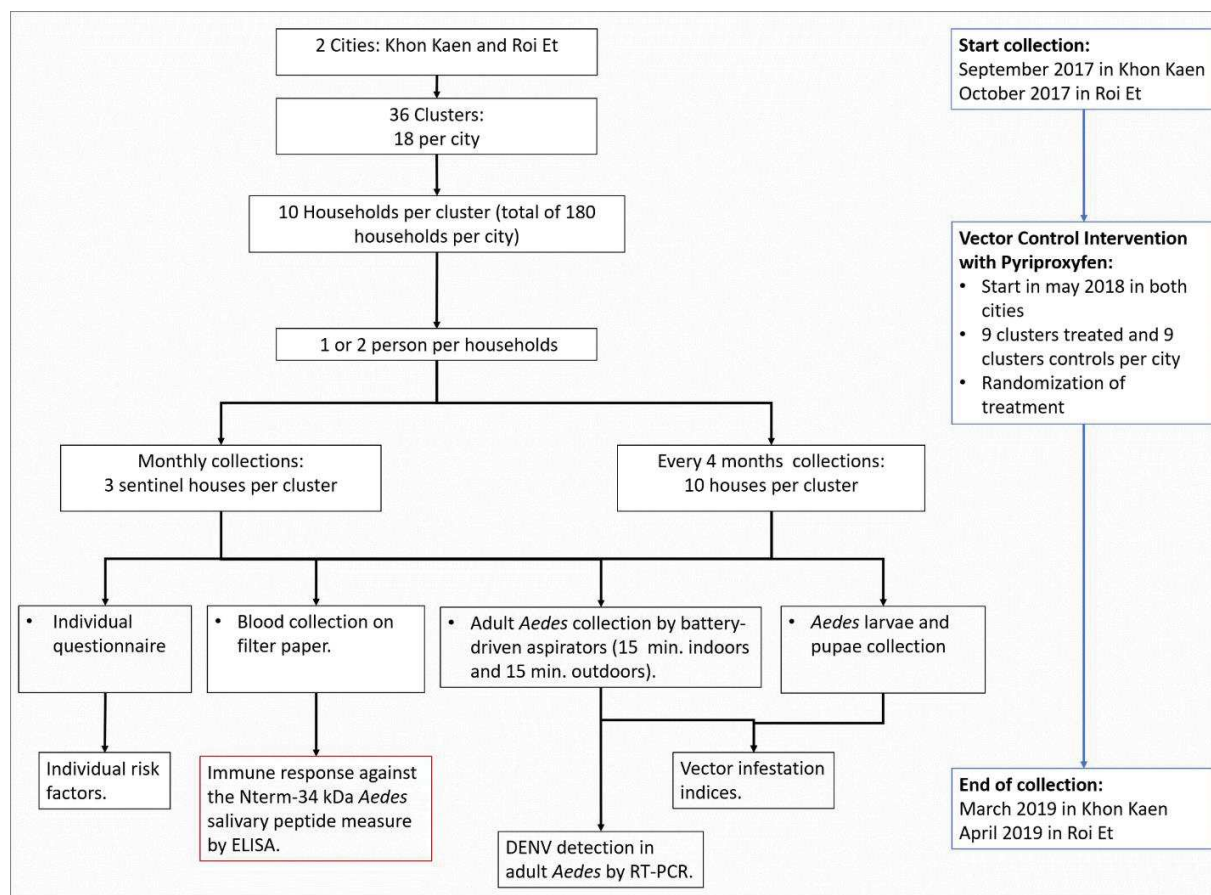 2 Cities: Khon Kaen and Roi Et
36 Clusters:
18 per city
10 Households per cluster (total of 180
households per city)
1 or 2 person per households
Monthly collections:
3 sentinel houses per cluster
Every 4 months collections:
10 houses per cluster
• Individual
questionnaire
• Blood collection on
filter paper.
• Adult Aedes collection by battery-
driven aspirators (15 min. indoors
and 15 min. outdoors).
• Aedes larvae and
pupae collection
Individual risk
factors.
Immune response against
the Nterm-34 kDa Aedes
salivary peptide measure
by ELISA.
Vector infestation
indices.
DENV detection in
adult Aedes by RT-PCR.
Start collection:
September 2017 in Khon Kaen
October 2017 in Roi Et
Vector Control Intervention
with Pyriproxyfen:
• Start in may 2018 in both
cities
• 9 clusters treated and 9
clusters controls per city
• Randomization of
treatment
End of collection:
March 2019 in Khon Kaen
April 2019 in Roi Et